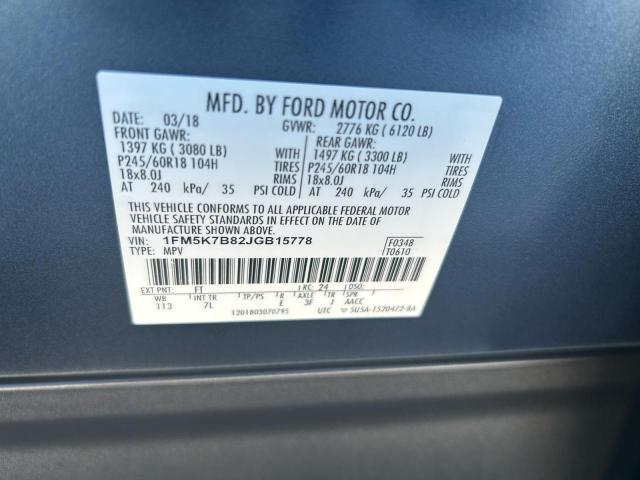 MFD. BY FORD MOTOR CO.
DATE: 03/18 GVWR: 2776 KG ( 6120 LB)
FRONT GAWR: REAR GAWR:
1397 KG ( 3080 LB) WITH 1497 KG ( 3300 LB) WITH
P245/60R18 104H TIRES P245/60R18 104H TIRES
18x8.0J RIMS 18x8.0J RIMS
AT 240 kPa/ 35 PSI COLD AT 240 kPa/ 35 PSI COLD
THIS VEHICLE CONFORMS TO ALL APPLICABLE FEDERAL MOTOR
VEHICLE SAFETY STANDARDS IN EFFECT ON THE DATE OF
MANUFACTURE SHOWN ABOVE.
VIN: 1FM5K7B82JGB15778 F0348
TYPE: MPV T0610
EXT PNT: FT RC: 24 DSO:
WB INT TR TP/PS R AXLE TR SPR
113 7L E 3F J AACC
1201803070795 UTC 5U5A-1520472-BA